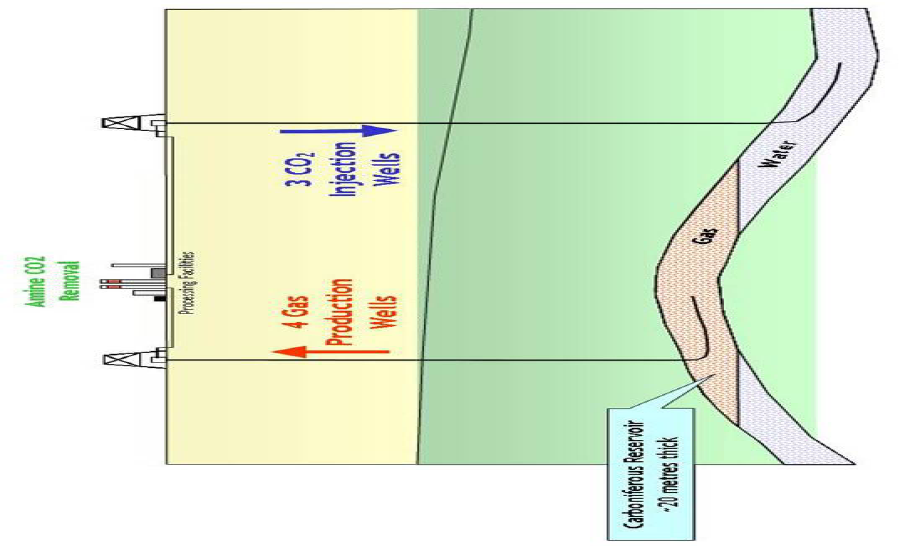 Amine CO2
Removal
Processing Facilities
4 Gas
Production
Wells
3 CO₂
Injection
Wells
Gas
Water
Carboniferous Reservoir
~20 metres thick